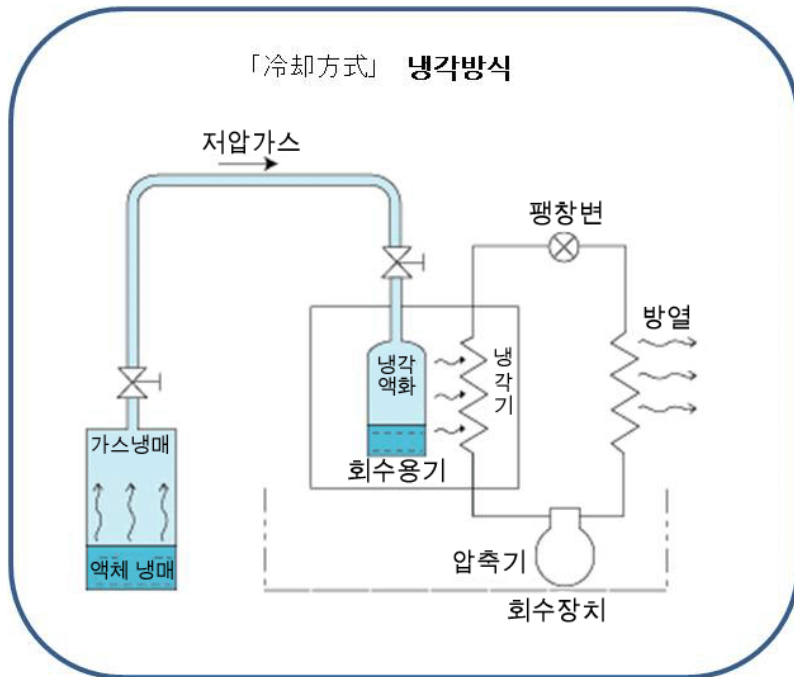 「冷却方式」 냉각방식
저압가스
팽창변
방열
냉각
액화
냉
각
기
가스냉매
회수용기
액체 냉매
압축기
회수장치